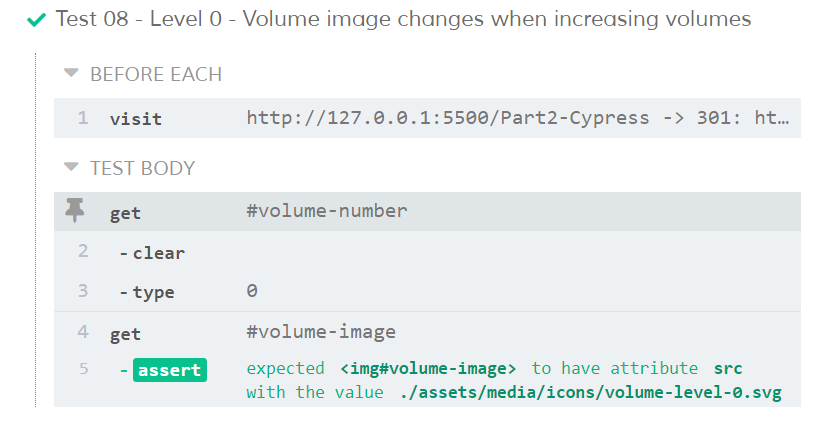 Test 08 - Level 0 - Volume image changes when increasing volumes
BEFORE EACH
1 visit http://127.0.0.1:5500/Part2-Cypress -> 301: ht…
TEST BODY
get #volume-number
2 - clear
3 - type 0
4 get #volume-image
5 - assert expected <img#volume-image> to have attribute src
with the value ./assets/media/icons/volume-level-0.svg